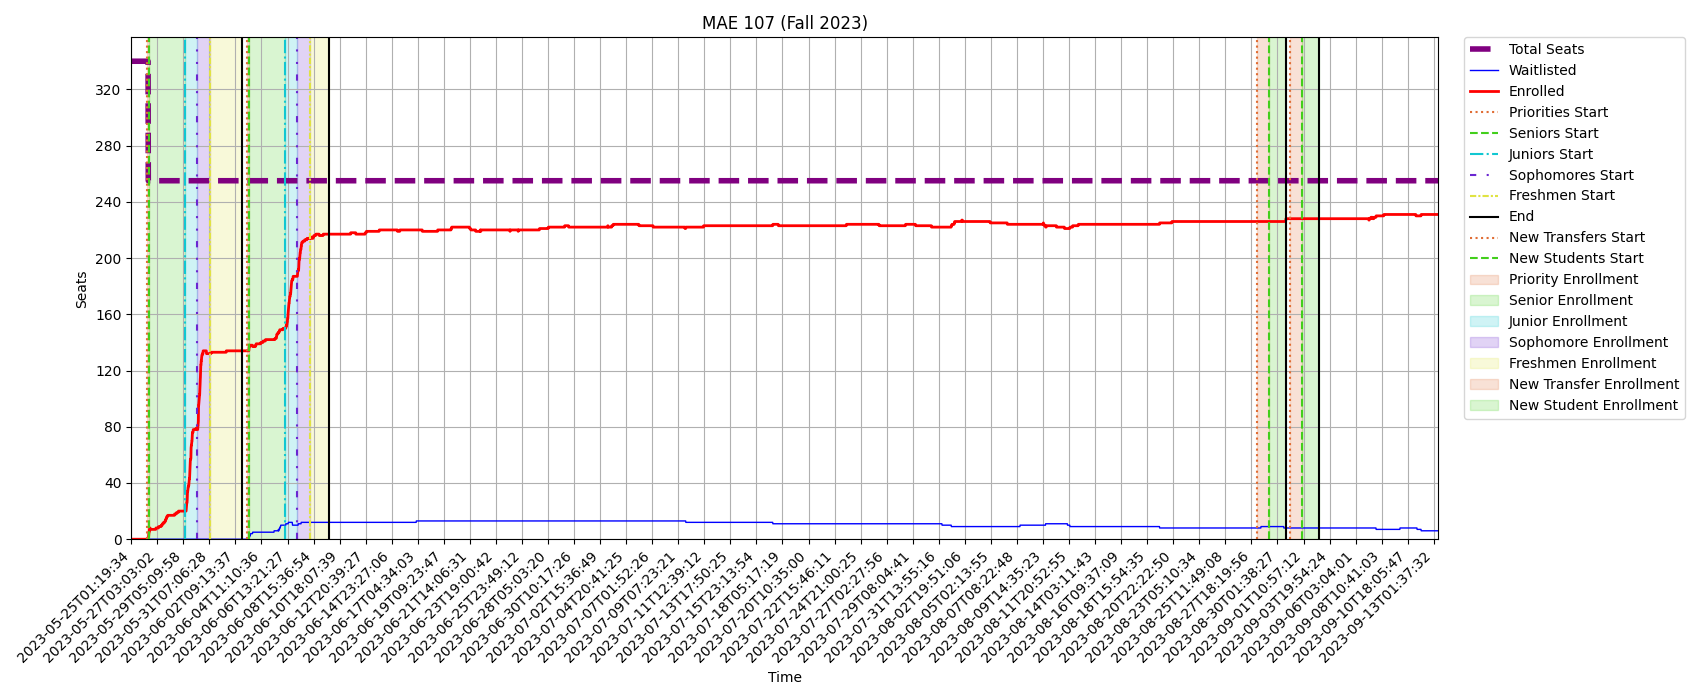 MAE 107 (Fall 2023)
Seats
320
280
240
200
160
120
80
40
0
2023-05-25T01:19:34
2023-05-27T03:03:02
2023-05-29T05:09:58
2023-05-31T07:06:28
2023-06-02T09:13:37
2023-06-04T11:10:36
2023-06-06T13:21:27
2023-06-08T15:36:54
2023-06-10T18:07:39
2023-06-12T20:39:27
2023-06-14T23:27:06
2023-06-17T04:34:03
2023-06-19T09:23:47
2023-06-21T14:06:31
2023-06-23T19:00:42
2023-06-25T23:49:12
2023-06-28T05:03:20
2023-06-30T10:17:26
2023-07-02T15:36:49
2023-07-04T20:41:25
2023-07-07T01:52:26
2023-07-09T07:23:21
2023-07-11T12:39:12
2023-07-13T17:50:25
2023-07-15T23:13:54
2023-07-18T05:17:19
2023-07-20T10:35:00
2023-07-22T15:46:11
2023-07-24T21:00:25
2023-07-27T02:27:56
2023-07-29T08:04:41
2023-07-31T13:55:16
2023-08-02T19:51:06
2023-08-05T02:13:55
2023-08-07T08:22:48
2023-08-09T14:35:23
2023-08-11T20:52:55
2023-08-14T03:11:43
2023-08-16T09:37:09
2023-08-18T15:54:35
2023-08-20T22:22:50
2023-08-23T05:10:34
2023-08-25T11:49:08
2023-08-27T18:19:56
2023-08-30T01:38:27
2023-09-01T10:57:12
2023-09-03T19:54:24
2023-09-06T03:04:01
2023-09-08T10:41:03
2023-09-10T18:05:47
2023-09-13T01:37:32
Time
Total Seats
Waitlisted
Enrolled
Priorities Start
Seniors Start
Juniors Start
Sophomores Start
Freshmen Start
End
New Transfers Start
New Students Start
Priority Enrollment
Senior Enrollment
Junior Enrollment
Sophomore Enrollment
Freshmen Enrollment
New Transfer Enrollment
New Student Enrollment